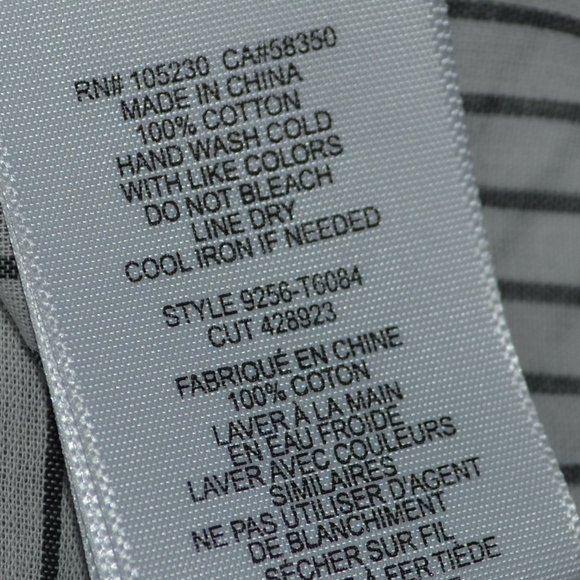 RN# 105230 CA#58350
MADE IN CHINA
100% COTTON
HAND WASH COLD
WITH LIKE COLORS
DO NOT BLEACH
LINE DRY
COOL IRON IF NEEDED
STYLE 9256-T6084
CUT 428923
FABRIQUÉ EN CHINE
100% COTON
LAVER À LA MAIN
EN EAU FROIDE
LAVER AVEC COULEURS
SIMILAIRES
NE PAS UTILISER D'AGENT
DE BLANCHIMENT
SÉCHER SUR FIL
À FER TIÈDE